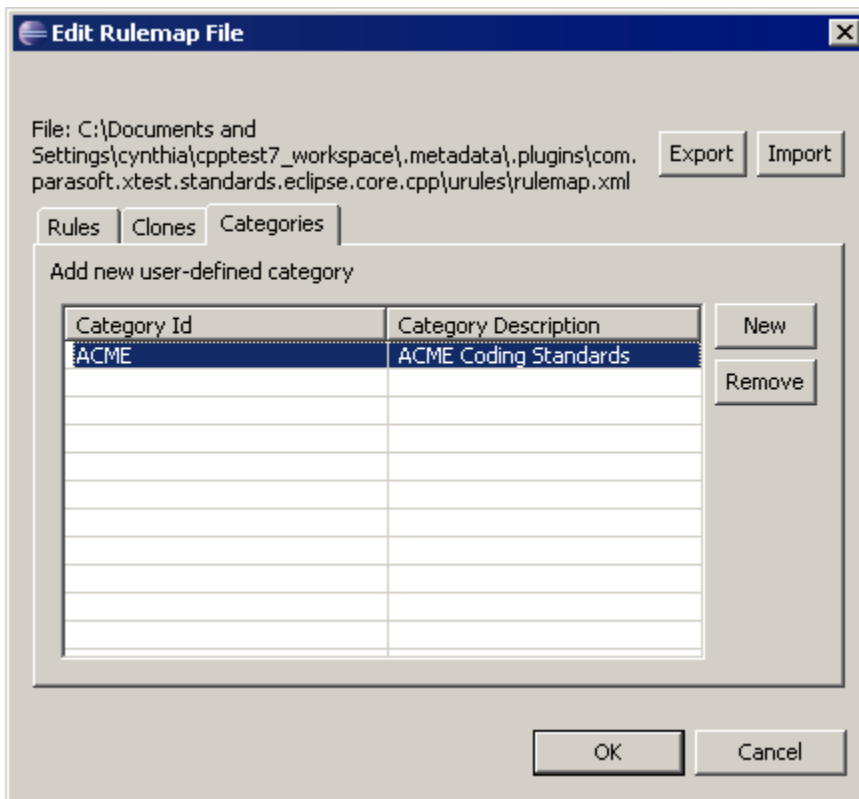 Edit Rulemap File
File: C:\Documents and
Settings\cynthia\cpptest7_workspace\.metadata\.plugins\com.
parasoft.xtest.standards.eclipse.core.cpp\urules\rulemap.xml
Export Import
Rules Clones Categories
Add new user-defined category
Category Id Category Description New
ACME ACME Coding Standards
Remove
OK Cancel